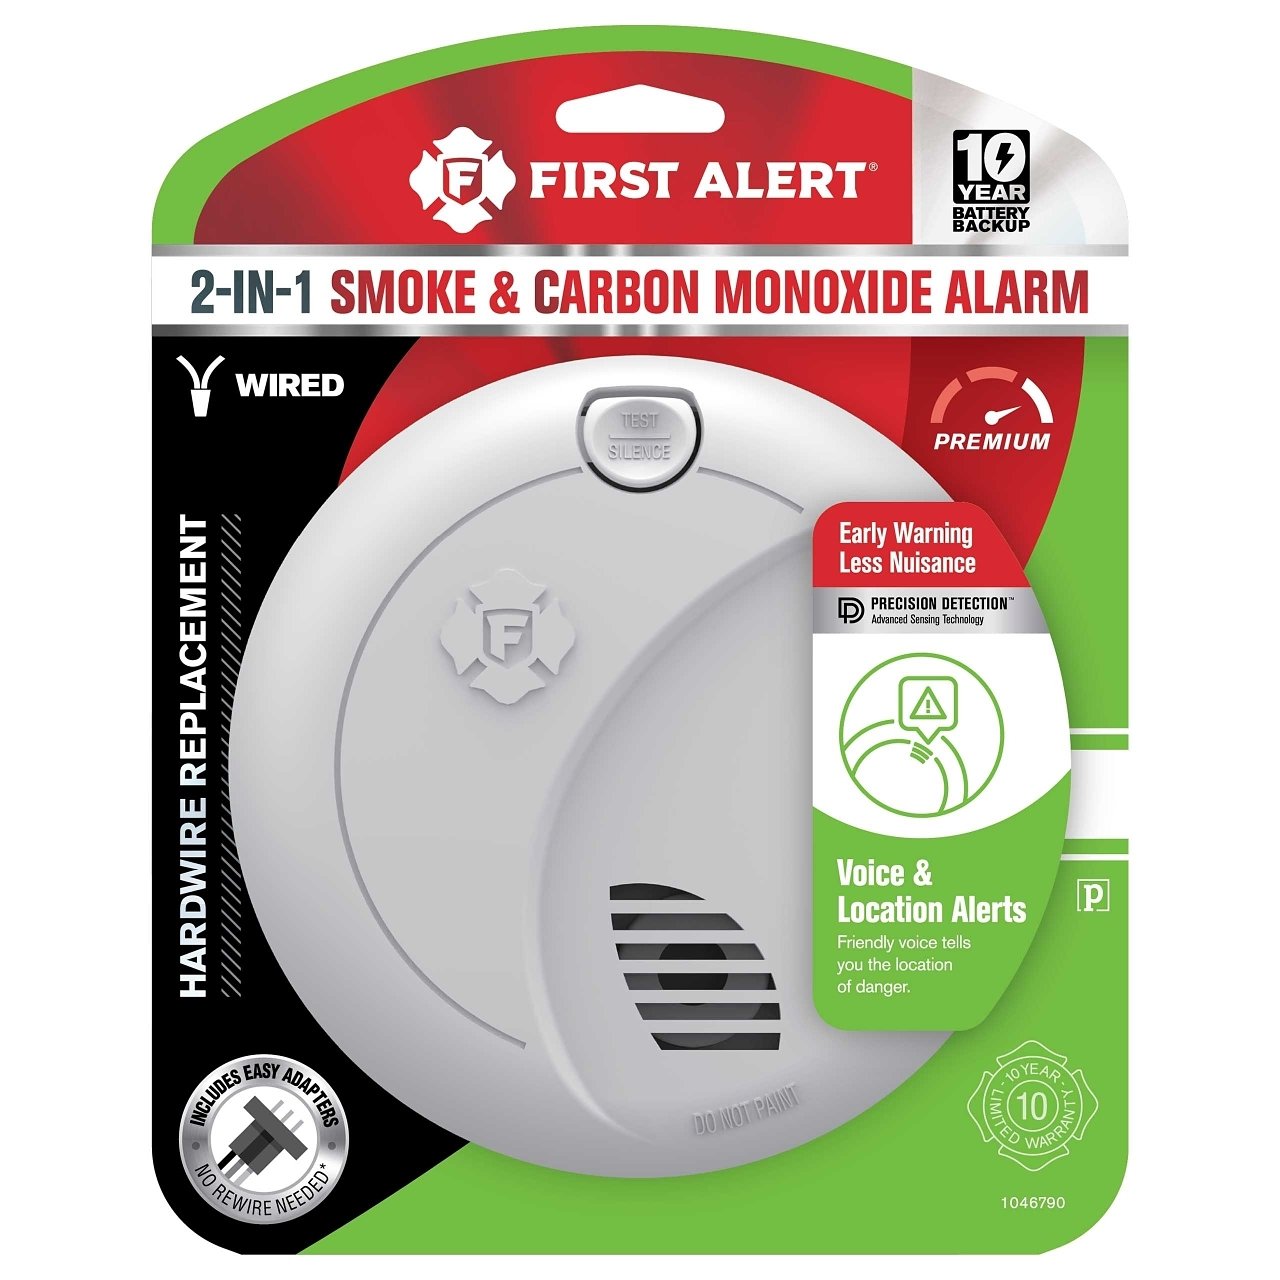 FIRST ALERT®
10
YEAR
BATTERY
BACKUP
2-IN-1 SMOKE & CARBON MONOXIDE ALARM
WIRED
PREMIUM
TEST
SILENCE
HARDWIRE REPLACEMENT
F
Early Warning
Less Nuisance
PD PRECISION DETECTION™
Advanced Sensing Technology
Voice &
Location Alerts
Friendly voice tells
you the location
of danger.
p
DO NOT PAINT
INCLUDES EASY ADAPTERS
NO REWIRE NEEDED*
10 YEAR
10
LIMITED WARRANTY
1046790